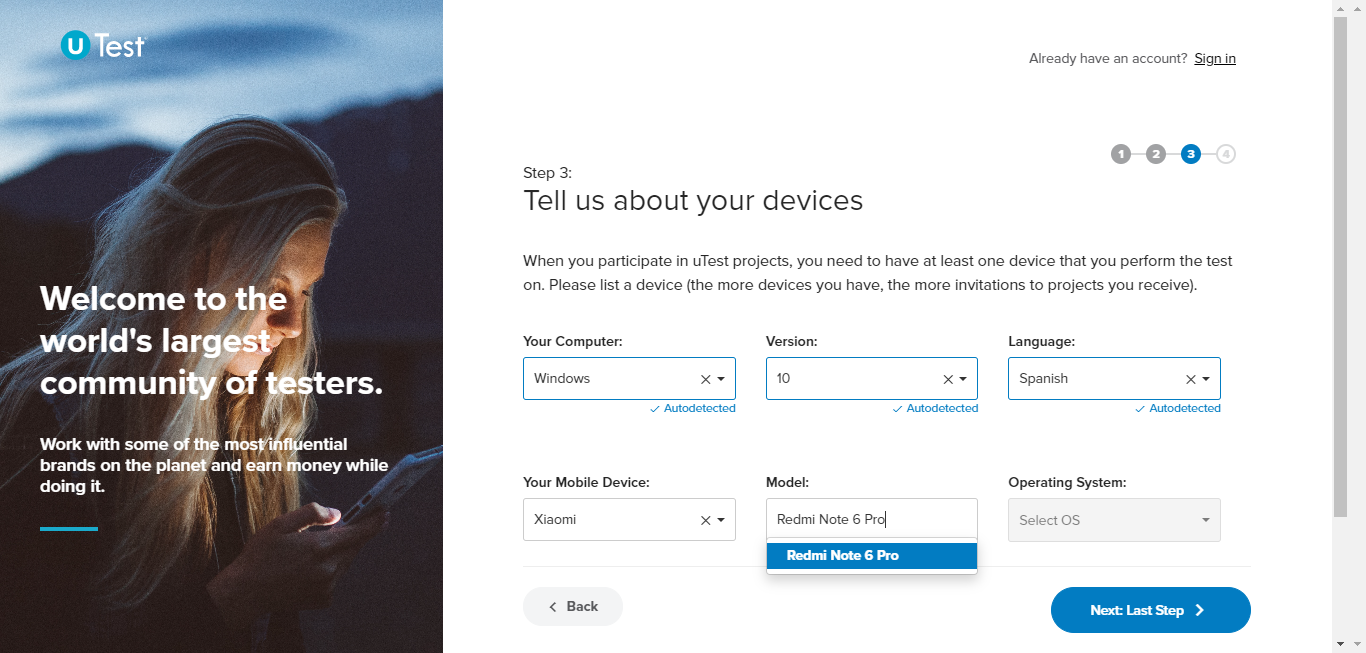 U Test
Already have an account? Sign in
1 2 3 4
Step 3:
Tell us about your devices
When you participate in uTest projects, you need to have at least one device that you perform the test
on. Please list a device (the more devices you have, the more invitations to projects you receive).
Welcome to the
world's largest
community of testers.
Work with some of the most influential
brands on the planet and earn money while
doing it.
Your Computer: Version: Language:
Windows 10 Spanish
Autodetected Autodetected Autodetected
Your Mobile Device: Model: Operating System:
Xiaomi Redmi Note 6 Pro Select OS
Redmi Note 6 Pro
Back Next: Last Step